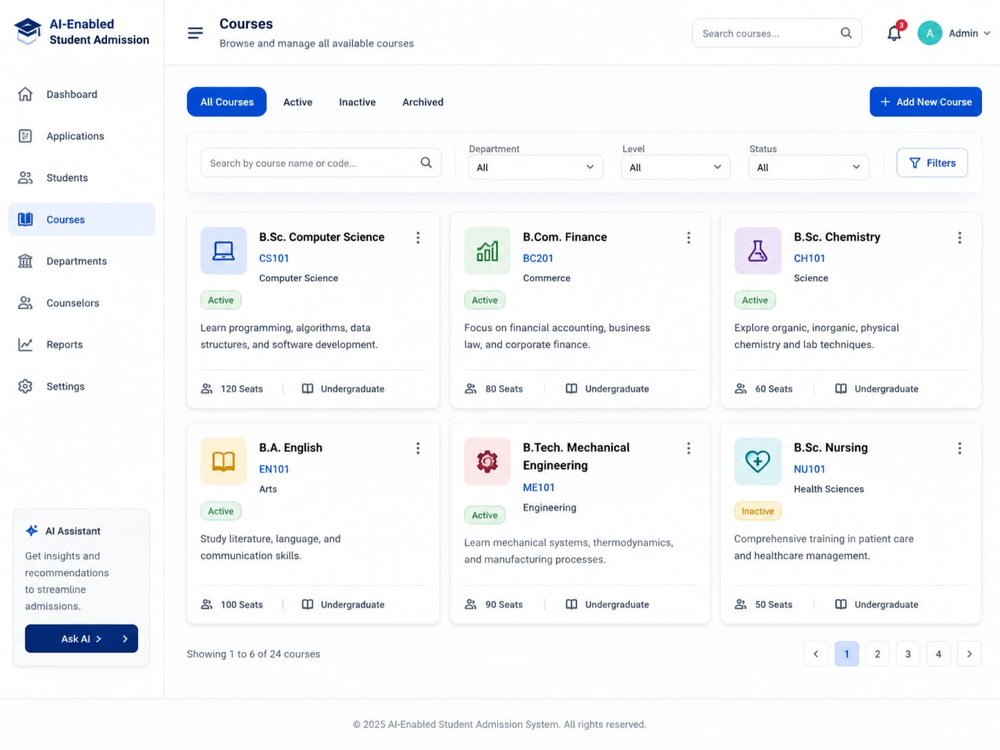 AI-Enabled
Student Admission
Courses
Browse and manage all available courses
Search courses...
3
A
Admin
Dashboard
Applications
Students
Courses
Departments
Counselors
Reports
Settings
AI Assistant
Get insights and
recommendations
to streamline
admissions.
Ask AI >
All Courses
Active
Inactive
Archived
+ Add New Course
Search by course name or code...
Department
All
Level
All
Status
All
Filters
B.Sc. Computer Science
CS101
Computer Science
Active
Learn programming, algorithms, data
structures, and software development.
120 Seats
Undergraduate
B.Com. Finance
BC201
Commerce
Active
Focus on financial accounting, business
law, and corporate finance.
80 Seats
Undergraduate
B.Sc. Chemistry
CH101
Science
Active
Explore organic, inorganic, physical
chemistry and lab techniques.
60 Seats
Undergraduate
B.A. English
EN101
Arts
Active
Study literature, language, and
communication skills.
100 Seats
Undergraduate
B.Tech. Mechanical
Engineering
ME101
Engineering
Active
Learn mechanical systems, thermodynamics,
and manufacturing processes.
90 Seats
Undergraduate
B.Sc. Nursing
NU101
Health Sciences
Inactive
Comprehensive training in patient care
and healthcare management.
50 Seats
Undergraduate
Showing 1 to 6 of 24 courses
1
2
3
4
© 2025 AI-Enabled Student Admission System. All rights reserved.